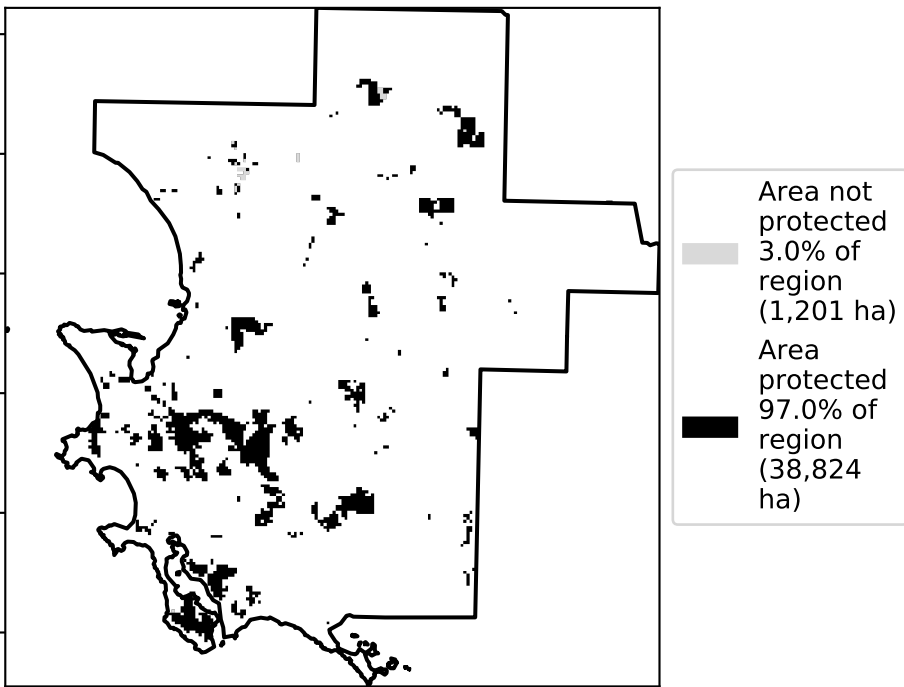 Area not
protected
3.0% of
region
(1,201 ha)
Area
protected
97.0% of
region
(38,824
ha)